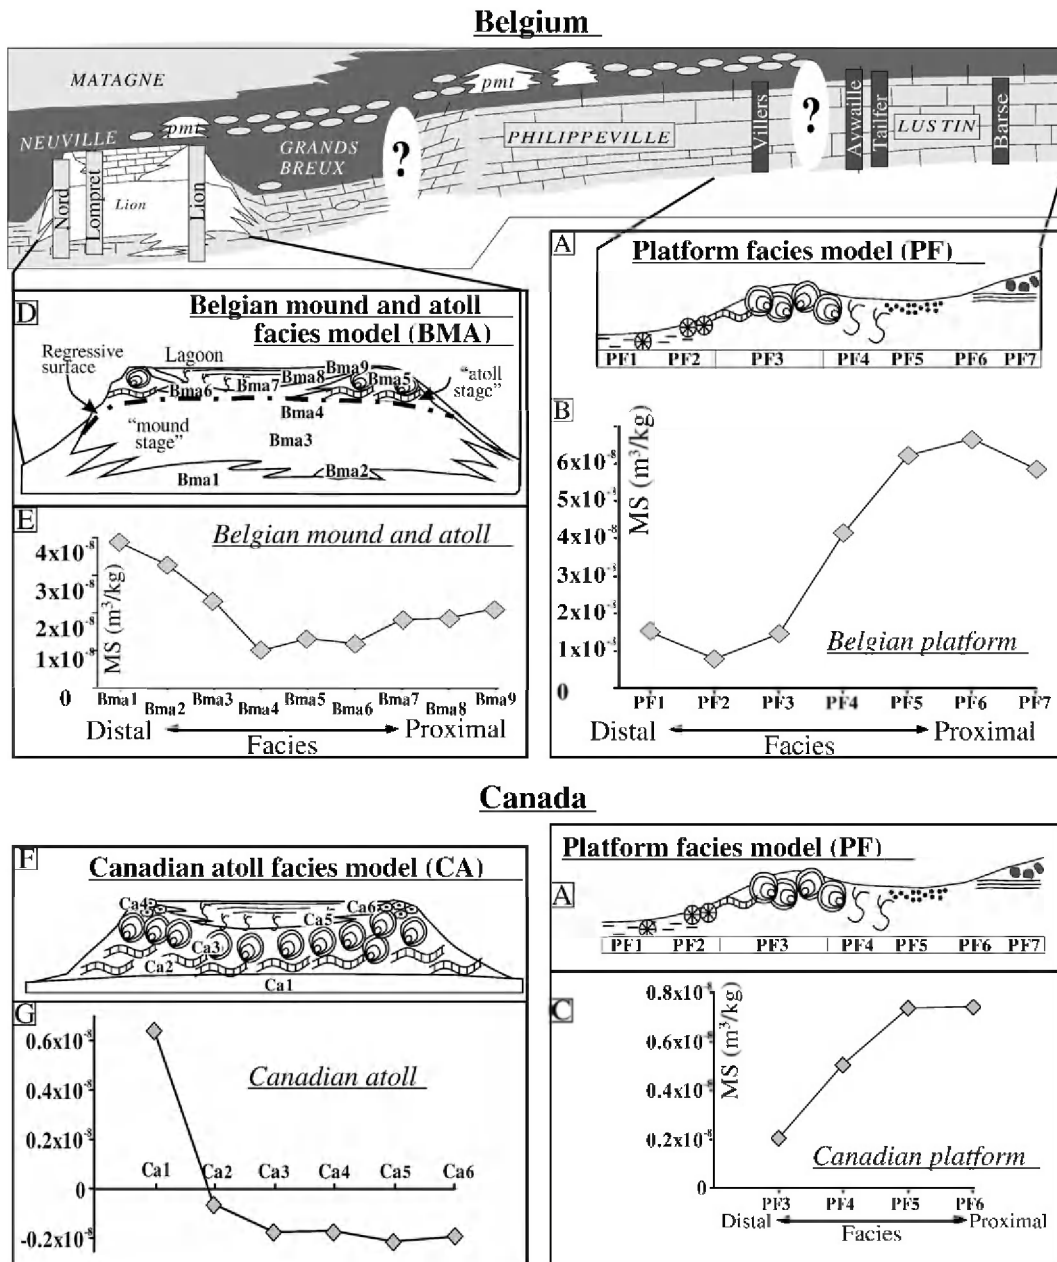 Belgium
MATAGNE
pmt
pmt
NEUVILLE
GRANDS
BREUX
?
PHILIPPEVILLE
Villers
?
Aywaille
Tailfer
LUSTIN
Barse
Nord
Lompret
Lion
Lion
A
Platform facies model (PF)
PF1 PF2 PF3 PF4 PF5 PF6 PF7
D
Belgian mound and atoll
facies model (BMA)
Regressive
surface
Lagoon
Bma9
Bma8
Bma5
Bma6
Bma7
"atoll
stage"
Bma4
"mound
stage"
Bma3
Bma2
Bma1
B
MS (m³/kg)
6x10⁻⁸
5x10⁻⁸
4x10⁻⁸
3x10⁻⁸
2x10⁻⁸
1x10⁻⁸
0
Belgian platform
PF1 PF2 PF3 PF4 PF5 PF6 PF7
Distal Proximal
Facies
E
Belgian mound and atoll
MS (m³/kg)
4x10⁻⁸
3x10⁻⁸
2x10⁻⁸
1x10⁻⁸
0
Bma1 Bma2 Bma3 Bma4 Bma5 Bma6 Bma7 Bma8 Bma9
Distal Proximal
Facies
Canada
F
Canadian atoll facies model (CA)
Ca4
Ca6
Ca5
Ca3
Ca2
Ca1
A
Platform facies model (PF)
PF1 PF2 PF3 PF4 PF5 PF6 PF7
G
0.6x10⁻⁸
0.4x10⁻⁸
0.2x10⁻⁸
0
-0.2x10⁻⁸
Canadian atoll
Ca1 Ca2 Ca3 Ca4 Ca5 Ca6
C
MS (m³/kg)
0.8x10⁻⁸
0.6x10⁻⁸
0.4x10⁻⁸
0.2x10⁻⁸
0
Canadian platform
PF3 PF4 PF5 PF6
Distal Proximal
Facies